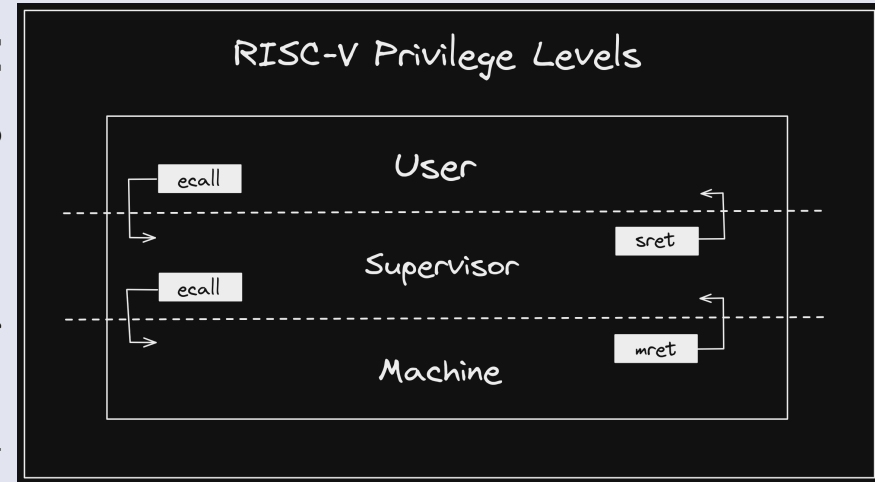 RISC-V Privilege Levels
User
ecall
sret
Supervisor
ecall
mret
Machine